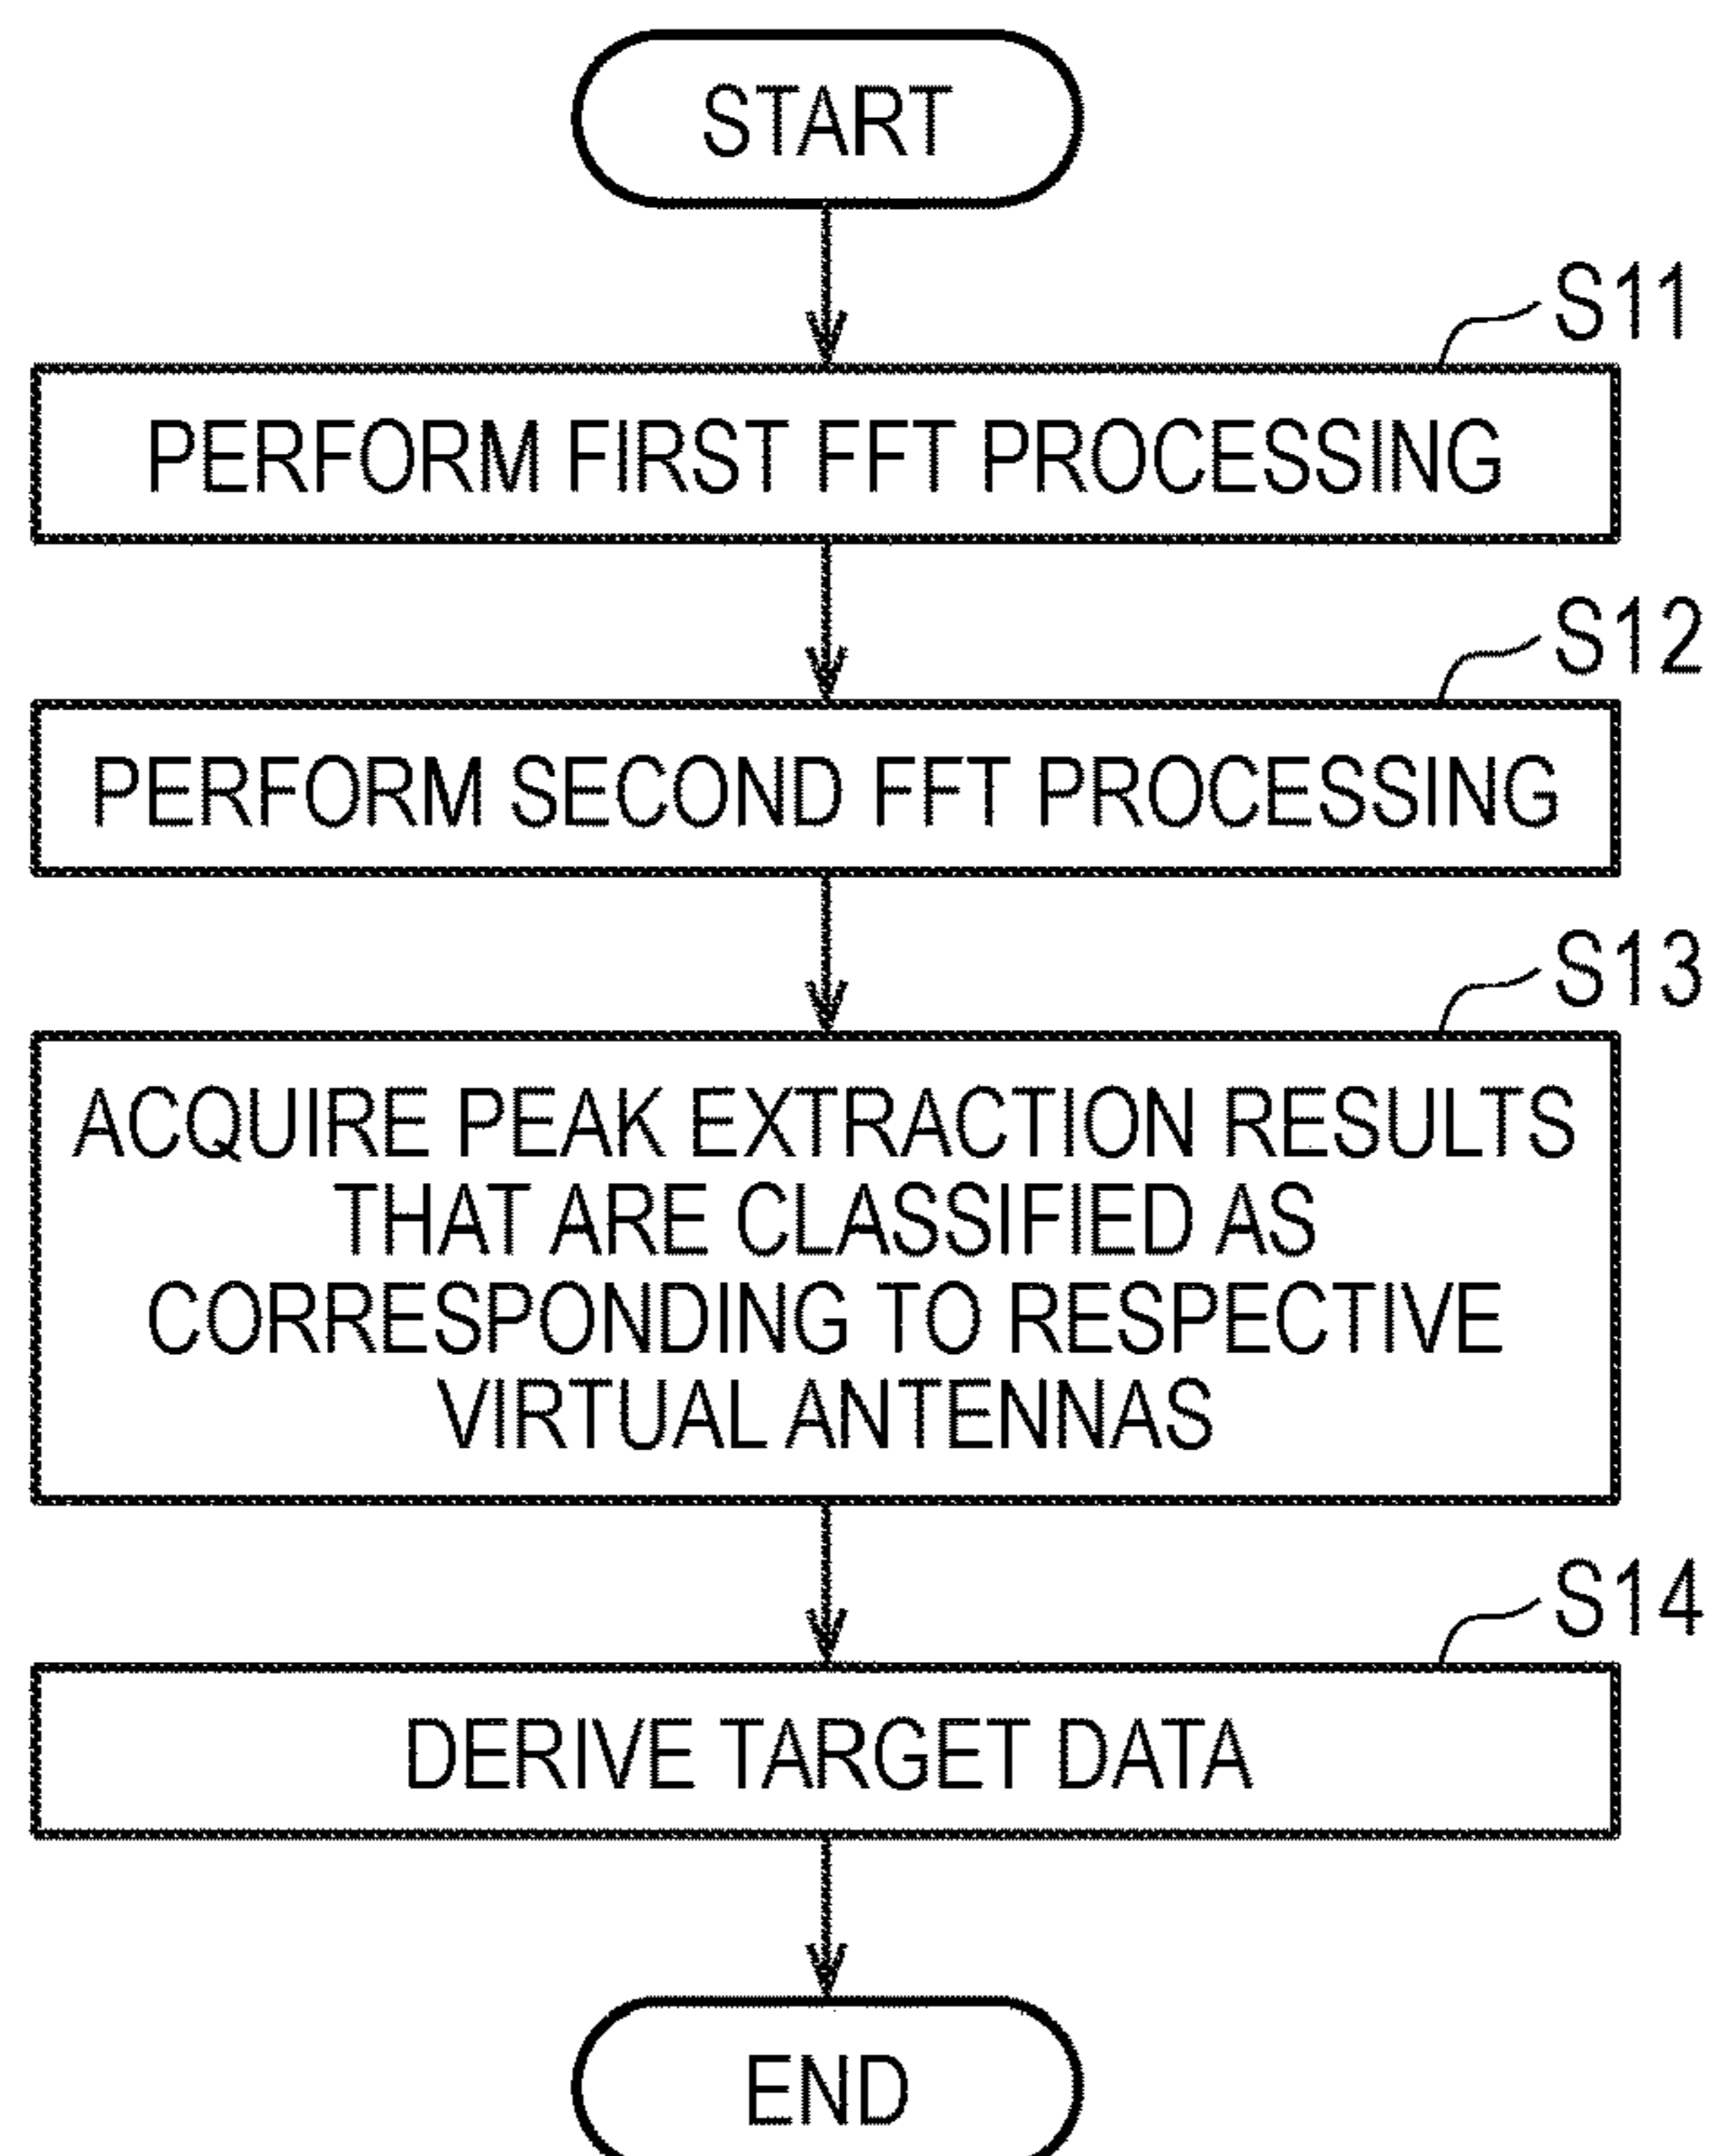 START
S11
PERFORM FIRST FFT PROCESSING
S12
PERFORM SECOND FFT PROCESSING
S13
ACQUIRE PEAK EXTRACTION RESULTS
THAT ARE CLASSIFIED AS
CORRESPONDING TO RESPECTIVE
VIRTUAL ANTENNAS
S14
DERIVE TARGET DATA
END